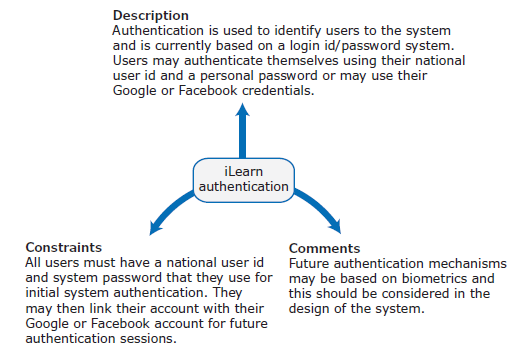 Description
Authentication is used to identify users to the system
and is currently based on a login id/password system.
Users may authenticate themselves using their national
user id and a personal password or may use their
Google or Facebook credentials.
iLearn
authentication
Constraints
All users must have a national user id
and system password that they use for
initial system authentication. They
may then link their account with their
Google or Facebook account for future
authentication sessions.
Comments
Future authentication mechanisms
may be based on biometrics and
this should be considered in the
design of the system.